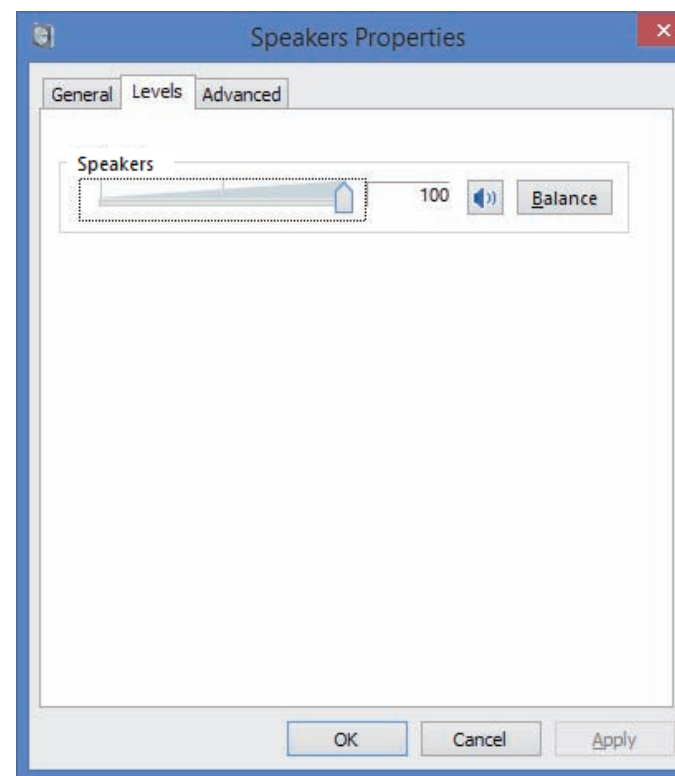 Speakers Properties
General Levels Advanced
Speakers
100 Balance
OK Cancel Apply